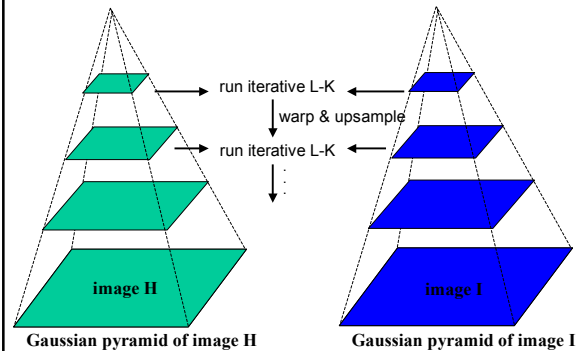 run iterative L-K
warp & upsample
run iterative L-K
.
.
.
image H
image I
Gaussian pyramid of image H
Gaussian pyramid of image I